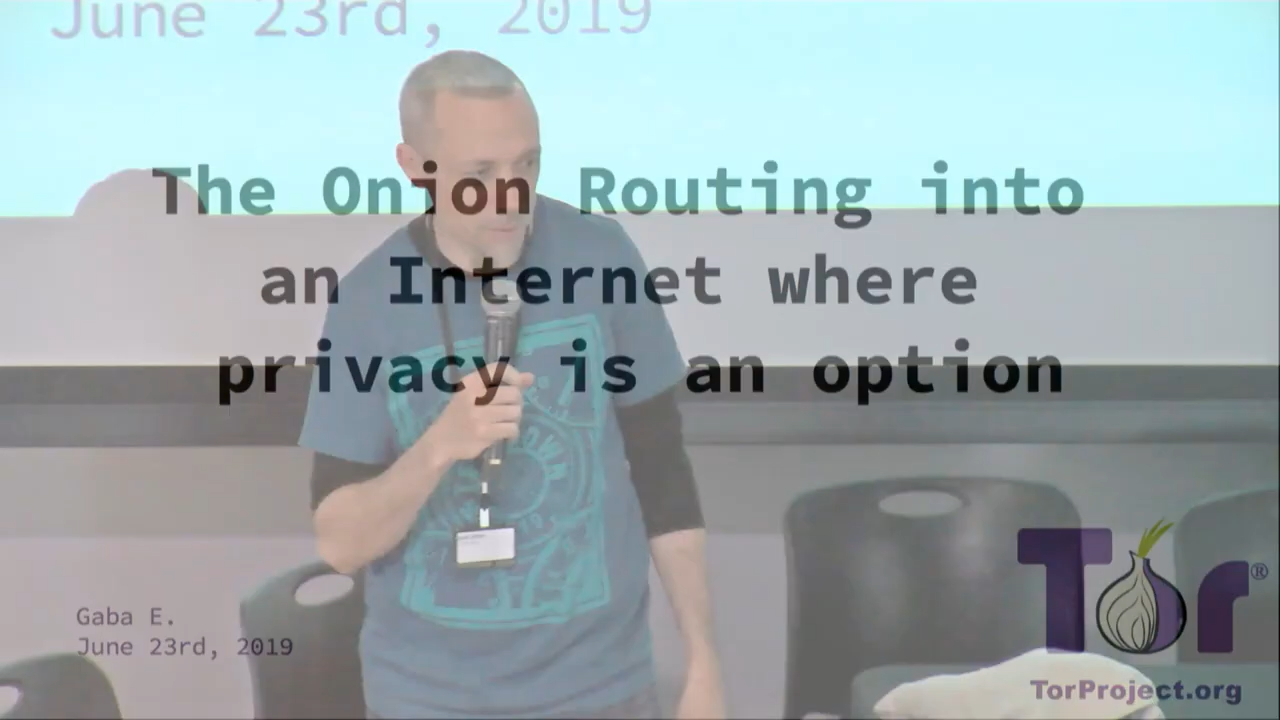 June 23rd, 2019
The Onion Routing into
an Internet where
privacy is an option
Gaba E.
June 23rd, 2019
Tor®
TorProject.org